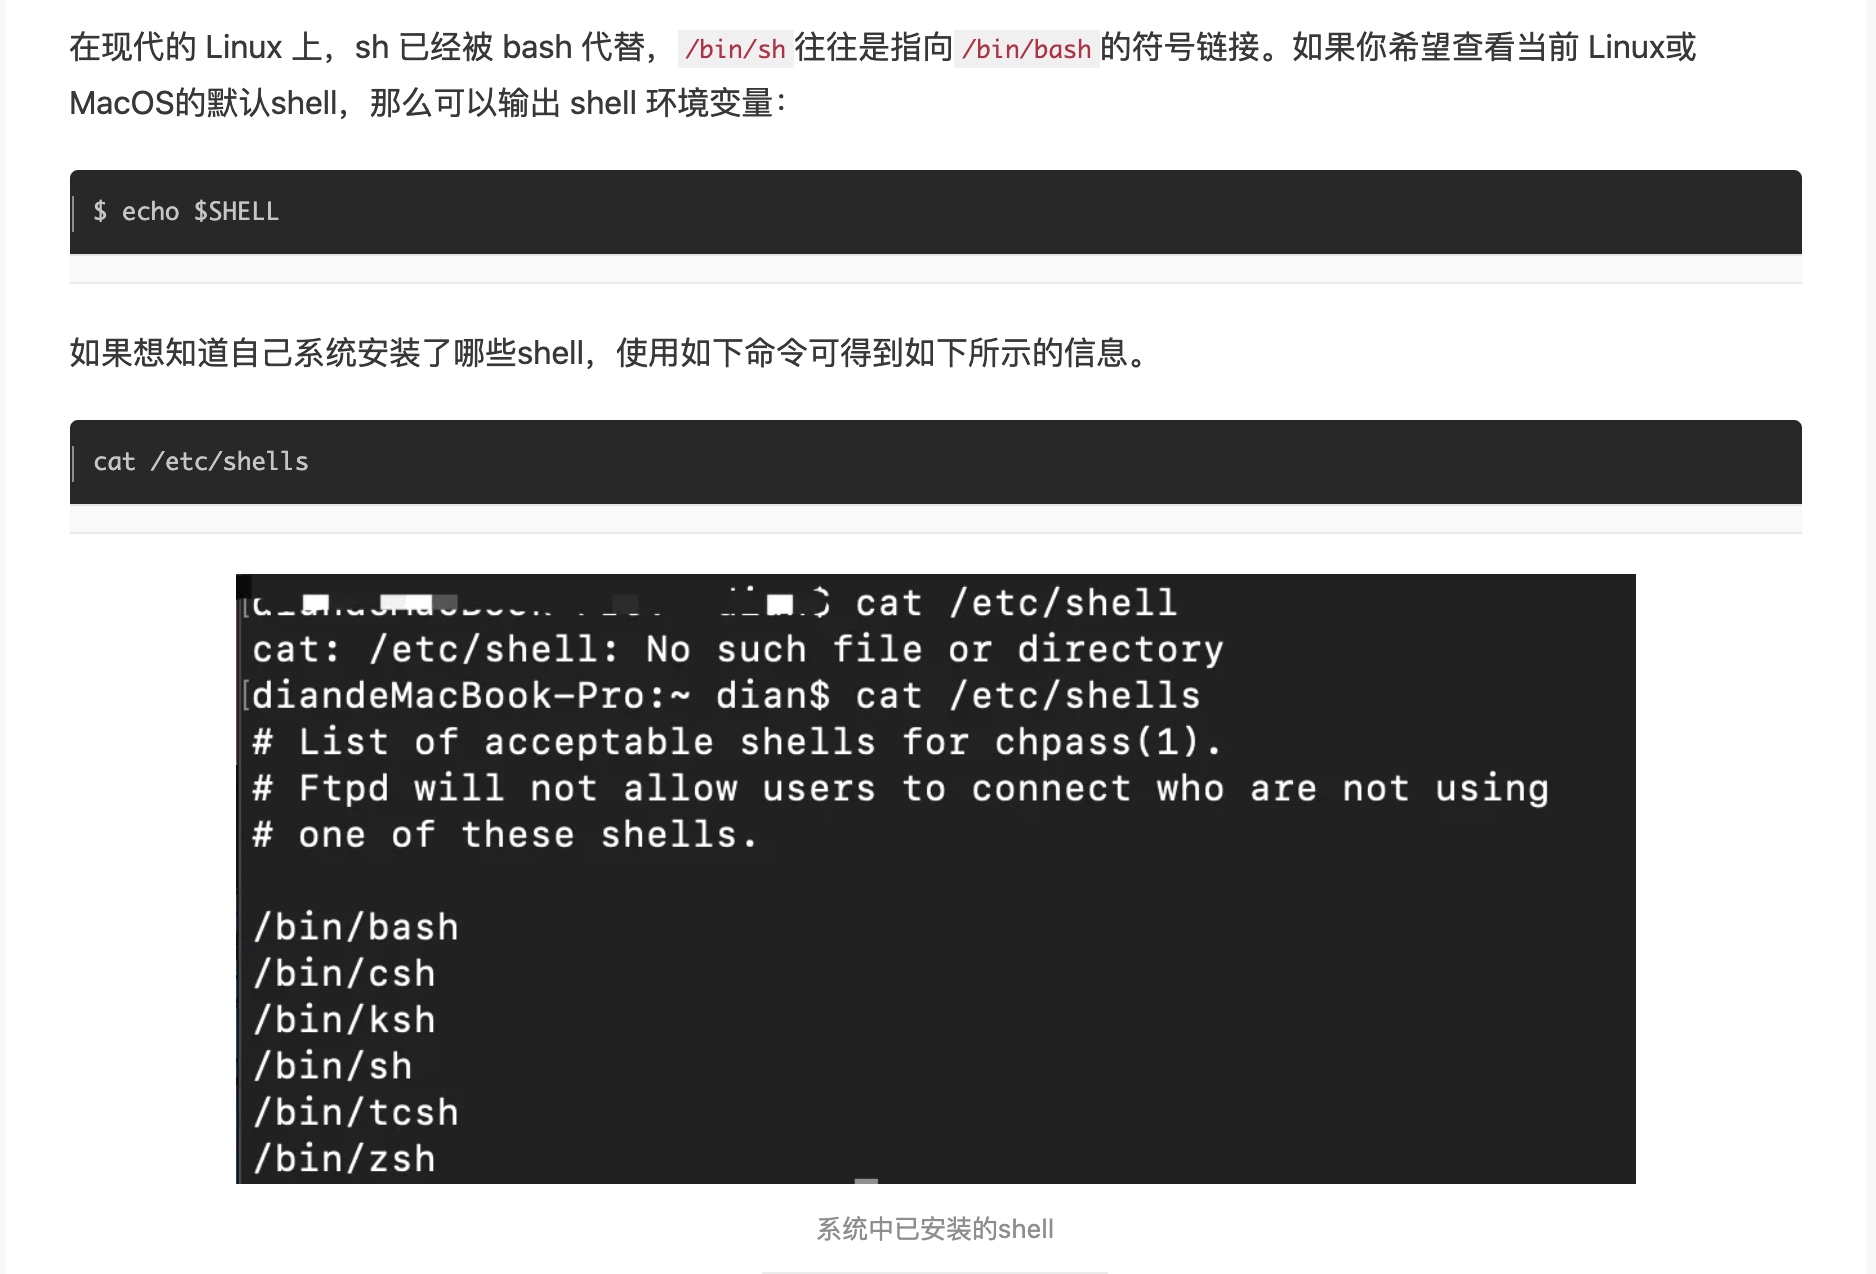 在现代的 Linux 上，sh 已经被 bash 代替，/bin/sh往往是指向/bin/bash的符号链接。如果你希望查看当前 Linux或
MacOS的默认shell，那么可以输出 shell 环境变量：
$ echo $SHELL
如果想知道自己系统安装了哪些shell，使用如下命令可得到如下所示的信息。
cat /etc/shells
$ cat /etc/shell
cat: /etc/shell: No such file or directory
[diandeMacBook-Pro:~ dian$ cat /etc/shells
# List of acceptable shells for chpass(1).
# Ftpd will not allow users to connect who are not using
# one of these shells.
/bin/bash
/bin/csh
/bin/ksh
/bin/sh
/bin/tcsh
/bin/zsh
系统中已安装的shell